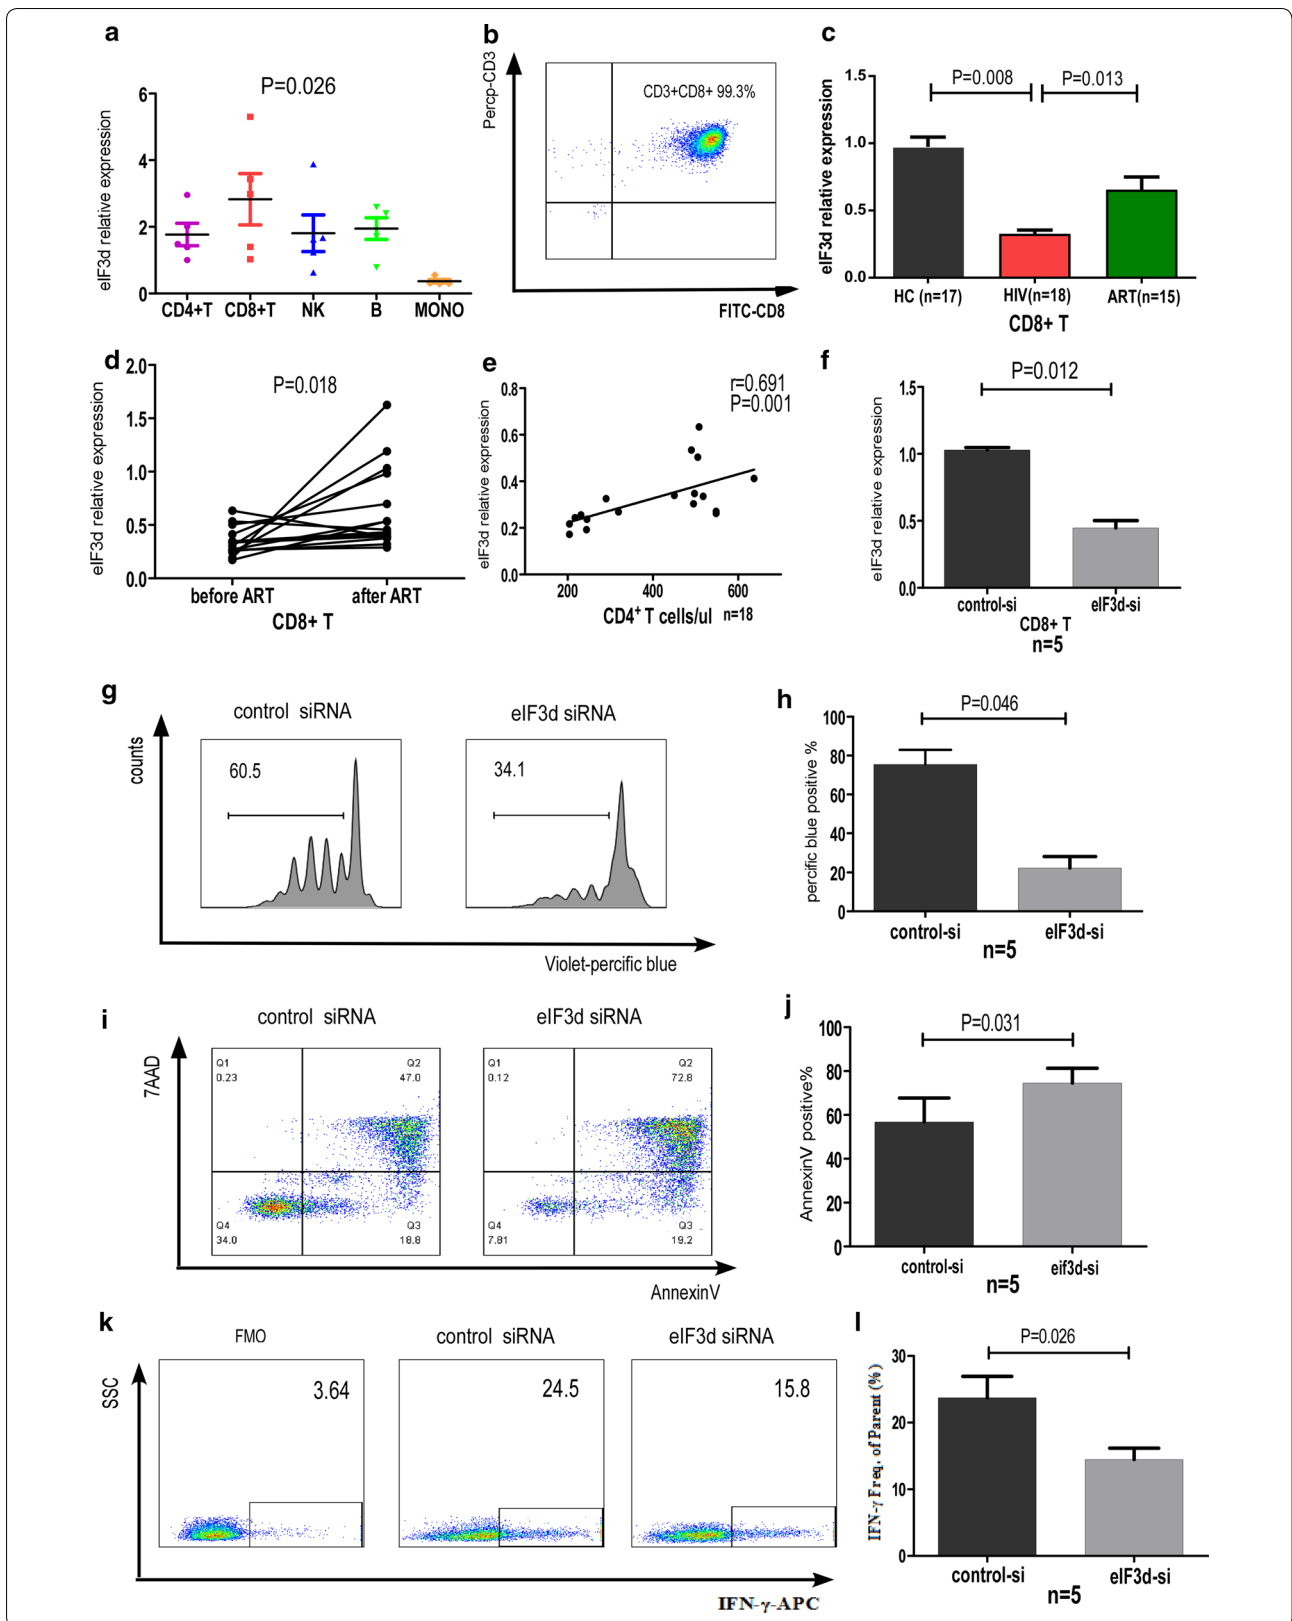 a
P=0.026
eIF3d relative expression
6
4
2
0
CD4+T CD8+T NK B MONO
b
Percp-CD3
CD3+CD8+ 99.3%
FITC-CD8
c
P=0.008 P=0.013
eIF3d relative expression
1.5
1.0
0.5
0.0
HC (n=17) HIV(n=18) ART(n=15)
CD8+ T
d
P=0.018
eIF3d relative expression
2.0
1.5
1.0
0.5
0.0
before ART after ART
CD8+ T
e
r=0.691
P=0.001
eIF3d relative expression
0.8
0.6
0.4
0.2
0.0
200 400 600
CD4+ T cells/ul n=18
f
P=0.012
eIF3d relative expression
1.5
1.0
0.5
0.0
control-si eIF3d-si
CD8+ T
n=5
g
control siRNA eIF3d siRNA
counts
60.5 34.1
Violet-percific blue
h
P=0.046
percific blue positive %
100
80
60
40
20
0
control-si eIF3d-si
n=5
i
control siRNA eIF3d siRNA
7AAD
Q1 Q2 Q1 Q2
0.23 47.0 0.12 72.8
Q4 Q3 Q4 Q3
34.0 18.8 7.81 19.2
AnnexinV
j
P=0.031
AnnexinV positive%
100
80
60
40
20
0
control-si eif3d-si
n=5
k
FMO control siRNA eIF3d siRNA
SSC
3.64 24.5 15.8
IFN-γ-APC
l
P=0.026
IFN-γ Freq. of Parent (%)
30
20
10
0
control-si eIF3d-si
n=5